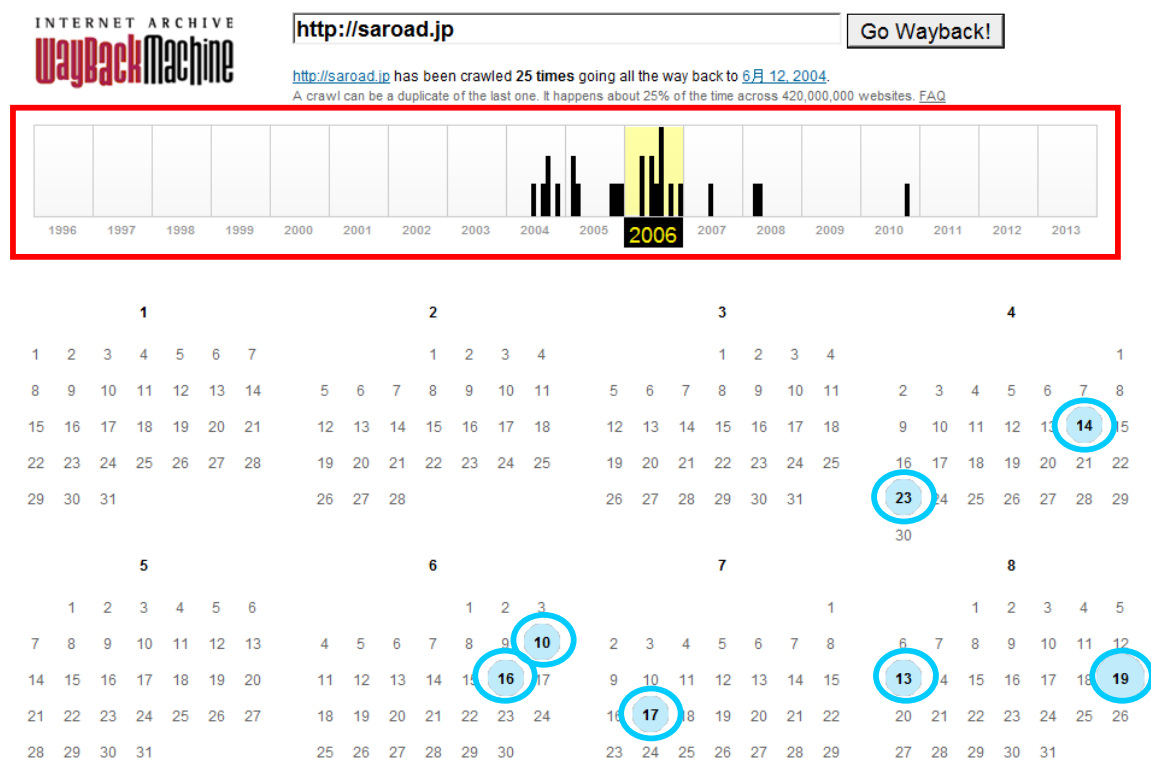 INTERNET ARCHIVE
WayBackMachine
http://saroad.jp
Go Wayback!
http://saroad.jp has been crawled 25 times going all the way back to 6月 12, 2004.
A crawl can be a duplicate of the last one. It happens about 25% of the time across 420,000,000 websites. FAQ
1996 1997 1998 1999 2000 2001 2002 2003 2004 2005 2006 2007 2008 2009 2010 2011 2012 2013
1 2 3 4
1 2 3 4 5 6 7 1 2 3 4 1 2 3 4 1
8 9 10 11 12 13 14 5 6 7 8 9 10 11 5 6 7 8 9 10 11 2 3 4 5 6 7 8
15 16 17 18 19 20 21 12 13 14 15 16 17 18 12 13 14 15 16 17 18 9 10 11 12 13 14 15
22 23 24 25 26 27 28 19 20 21 22 23 24 25 19 20 21 22 23 24 25 16 17 18 19 20 21 22
29 30 31 26 27 28 26 27 28 29 30 31 23 24 25 26 27 28 29
30
5 6 7 8
1 2 3 4 5 6 1 2 3 1 1 2 3 4 5
7 8 9 10 11 12 13 4 5 6 7 8 9 10 2 3 4 5 6 7 8 6 7 8 9 10 11 12
14 15 16 17 18 19 20 11 12 13 14 15 16 17 9 10 11 12 13 14 15 13 14 15 16 17 18 19
21 22 23 24 25 26 27 18 19 20 21 22 23 24 16 17 18 19 20 21 22 20 21 22 23 24 25 26
28 29 30 31 25 26 27 28 29 30 23 24 25 26 27 28 29 27 28 29 30 31